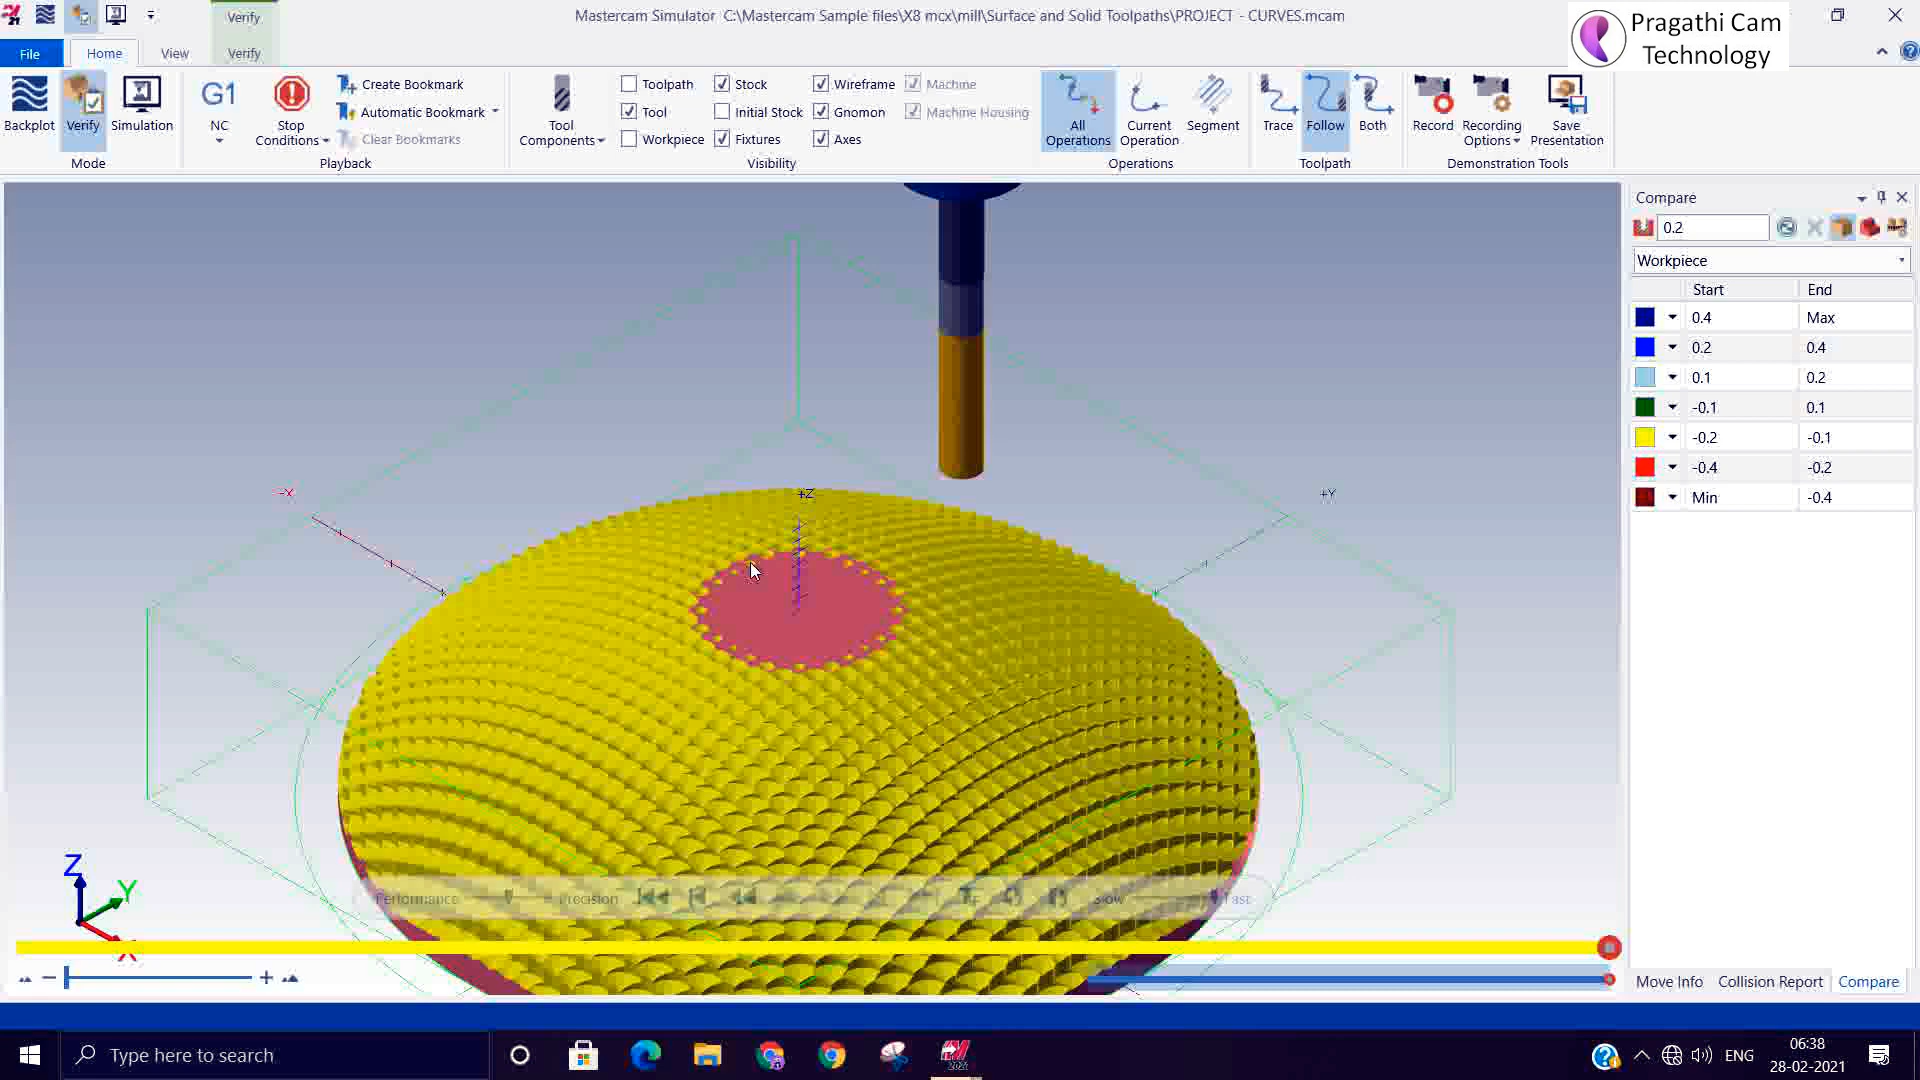 Verify
Mastercam Simulator C:\Mastercam Sample files\X8 mcx\mill\Surface and Solid Toolpaths\PROJECT - CURVES.mcam
Pragathi Cam
Technology
File
Home
View
Verify
Backplot
Verify
Simulation
Mode
G1
NC
Stop
Conditions
Create Bookmark
Automatic Bookmark
Clear Bookmarks
Playback
Tool
Components
Toolpath
Tool
Workpiece
Stock
Initial Stock
Fixtures
Wireframe
Gnomon
Axes
Machine
Machine Housing
Visibility
All
Operations
Current
Operation
Segment
Operations
Trace
Follow
Both
Toolpath
Record
Recording
Options
Save
Presentation
Demonstration Tools
Compare
0.2
Workpiece
Start End
0.4 Max
0.2 0.4
0.1 0.2
-0.1 0.1
-0.2 -0.1
-0.4 -0.2
Min -0.4
-X
+Z
+Y
Z
Y
X
Performance
Precision
Slow
Fast
Move Info
Collision Report
Compare
Type here to search
2021
ENG
06:38
28-02-2021